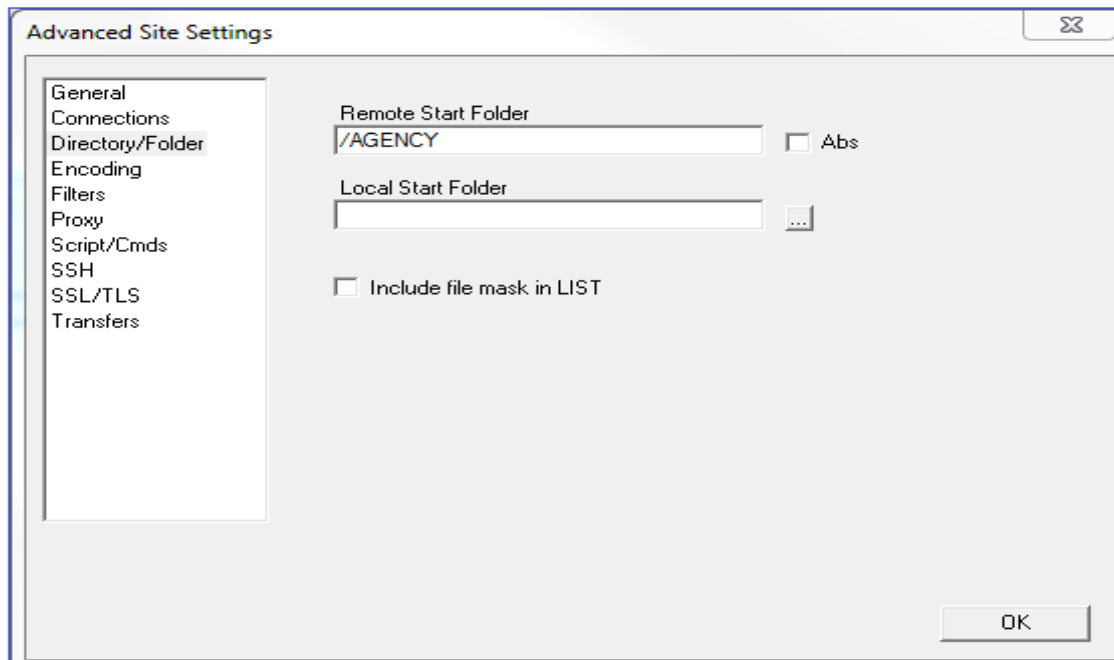 Advanced Site Settings
General
Connections
Directory/Folder
Encoding
Filters
Proxy
Script/Cmds
SSH
SSL/TLS
Transfers
Remote Start Folder
/AGENCY
Abs
Local Start Folder
...
Include file mask in LIST
OK